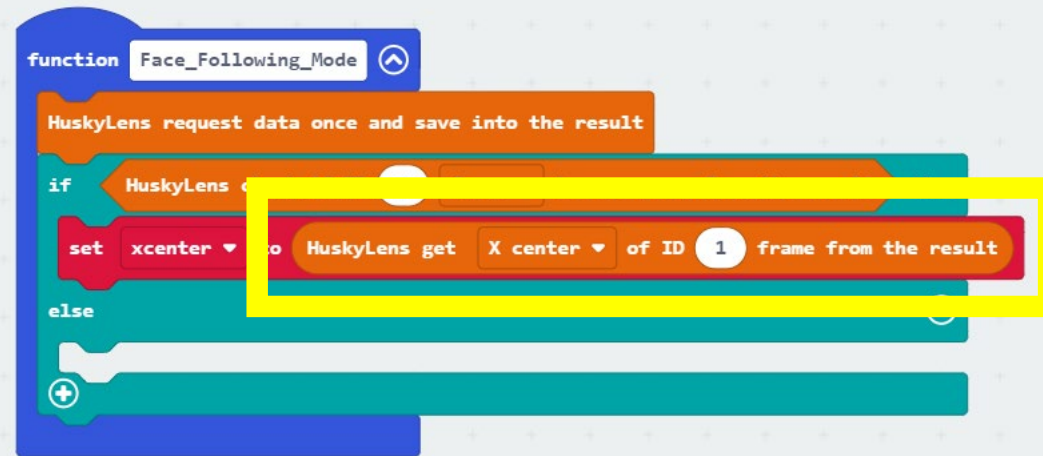 function Face_Following_Mode
HuskyLens request data once and save into the result
if HuskyLens
set xcenter to HuskyLens get X center of ID 1 frame from the result
else